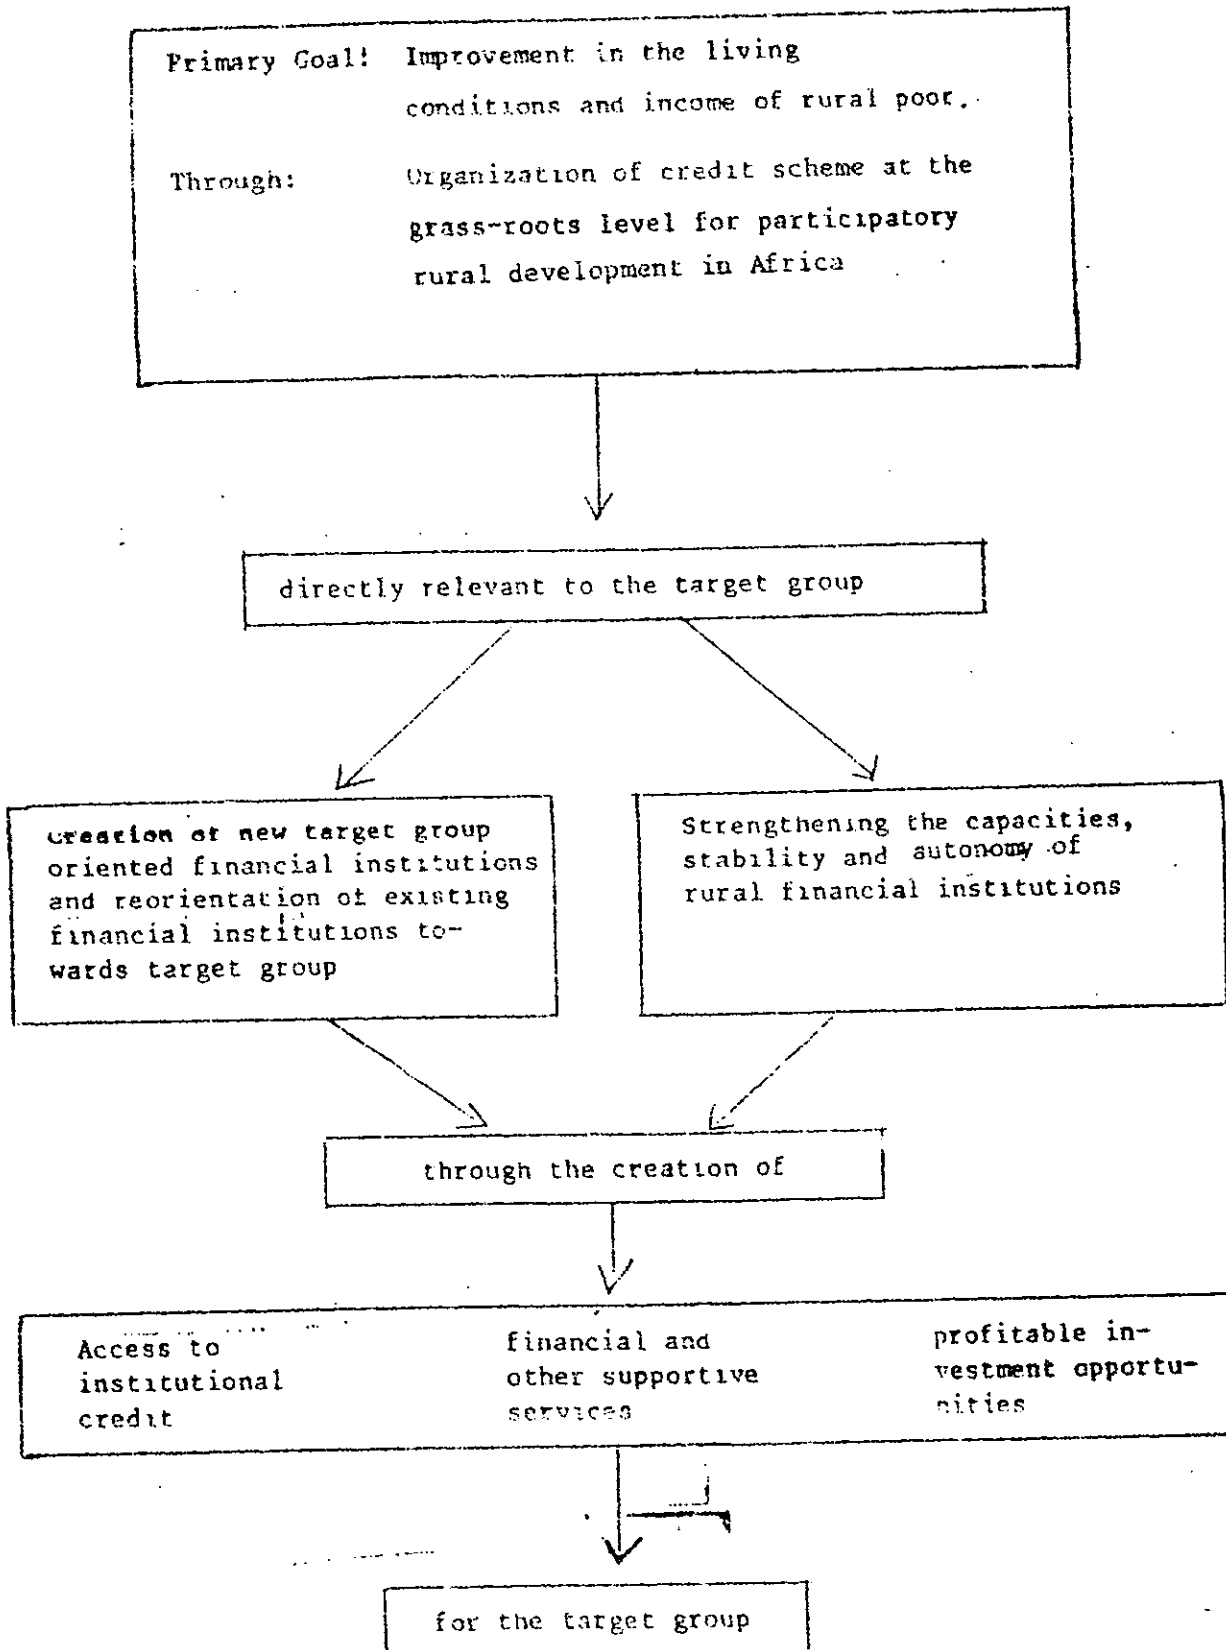 Primary Goal: Improvement in the living
conditions and income of rural poor.
Through: Organization of credit scheme at the
grass-roots level for participatory
rural development in Africa
directly relevant to the target group
Creation of new target group
oriented financial institutions
and reorientation of existing
financial institutions to-
wards target group
Strengthening the capacities,
stability and autonomy of
rural financial institutions
through the creation of
Access to
institutional
credit
financial and
other supportive
services
profitable in-
vestment opportu-
nities
for the target group